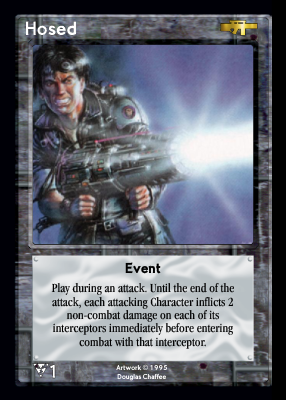 Hosed
Event
Play during an attack. Until the end of the
attack, each attacking Character inflicts 2
non-combat damage on each of its
interceptors immediately before entering
combat with that interceptor.
1
Artwork © 1995
Douglas Chaffee